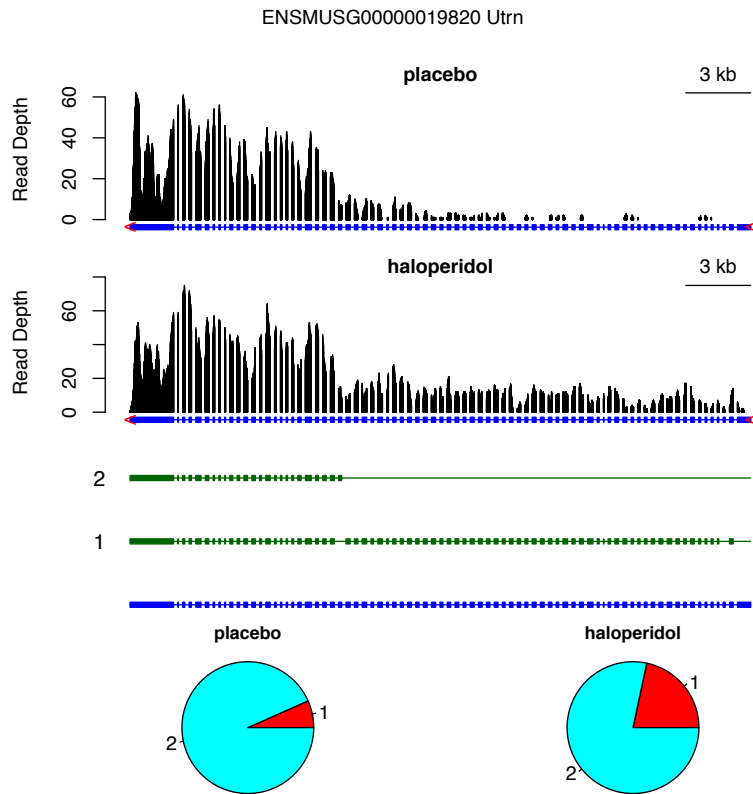 ENSMUSG00000019820 Utrn
placebo
3 kb
Read Depth
60
40
20
0
haloperidol
3 kb
Read Depth
60
20
0
2
1
placebo
haloperidol
1
2
1
2